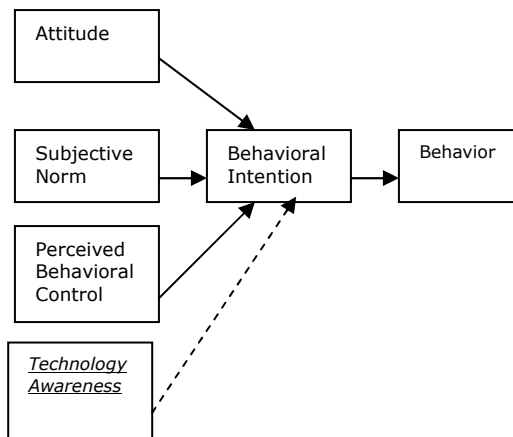 Attitude
Subjective
Norm
Behavioral
Intention
Behavior
Perceived
Behavioral
Control
Technology
Awareness